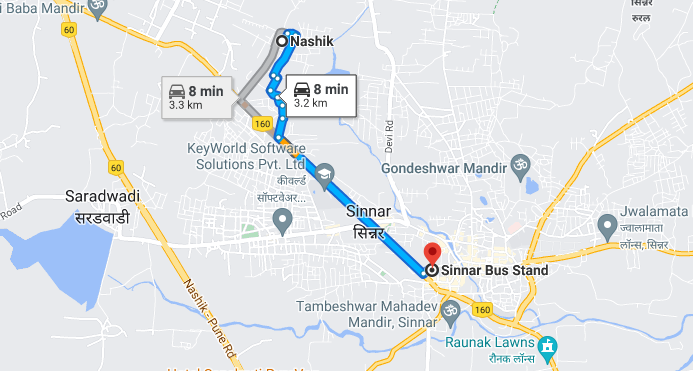 i Baba Mandir
60
Nashik
सिन्नर
रुरल
8 min
3.3 km
8 min
3.2 km
160
Devi Rd
KeyWorld Software
Solutions Pvt. Ltd
कीवर्ल्ड
सॉफ्टवेअर...
Gondeshwar Mandir
60
Saradwadi
सरडवाडी
Road
Sinnar
सिन्नर
Jwalamata
ज्वालामाता
लॉन्स, सिन्नर
Sinnar Bus Stand
Nashik - Pune Rd
Tambeshwar Mahadev
Mandir, Sinnar
160
Raunak Lawns
रौनक लॉन्स